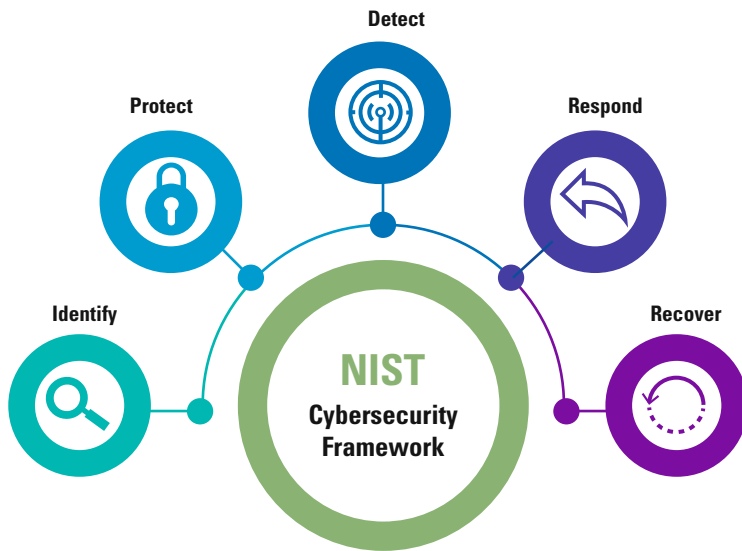 Detect
Protect
Respond
Identify
Recover
NIST
Cybersecurity
Framework